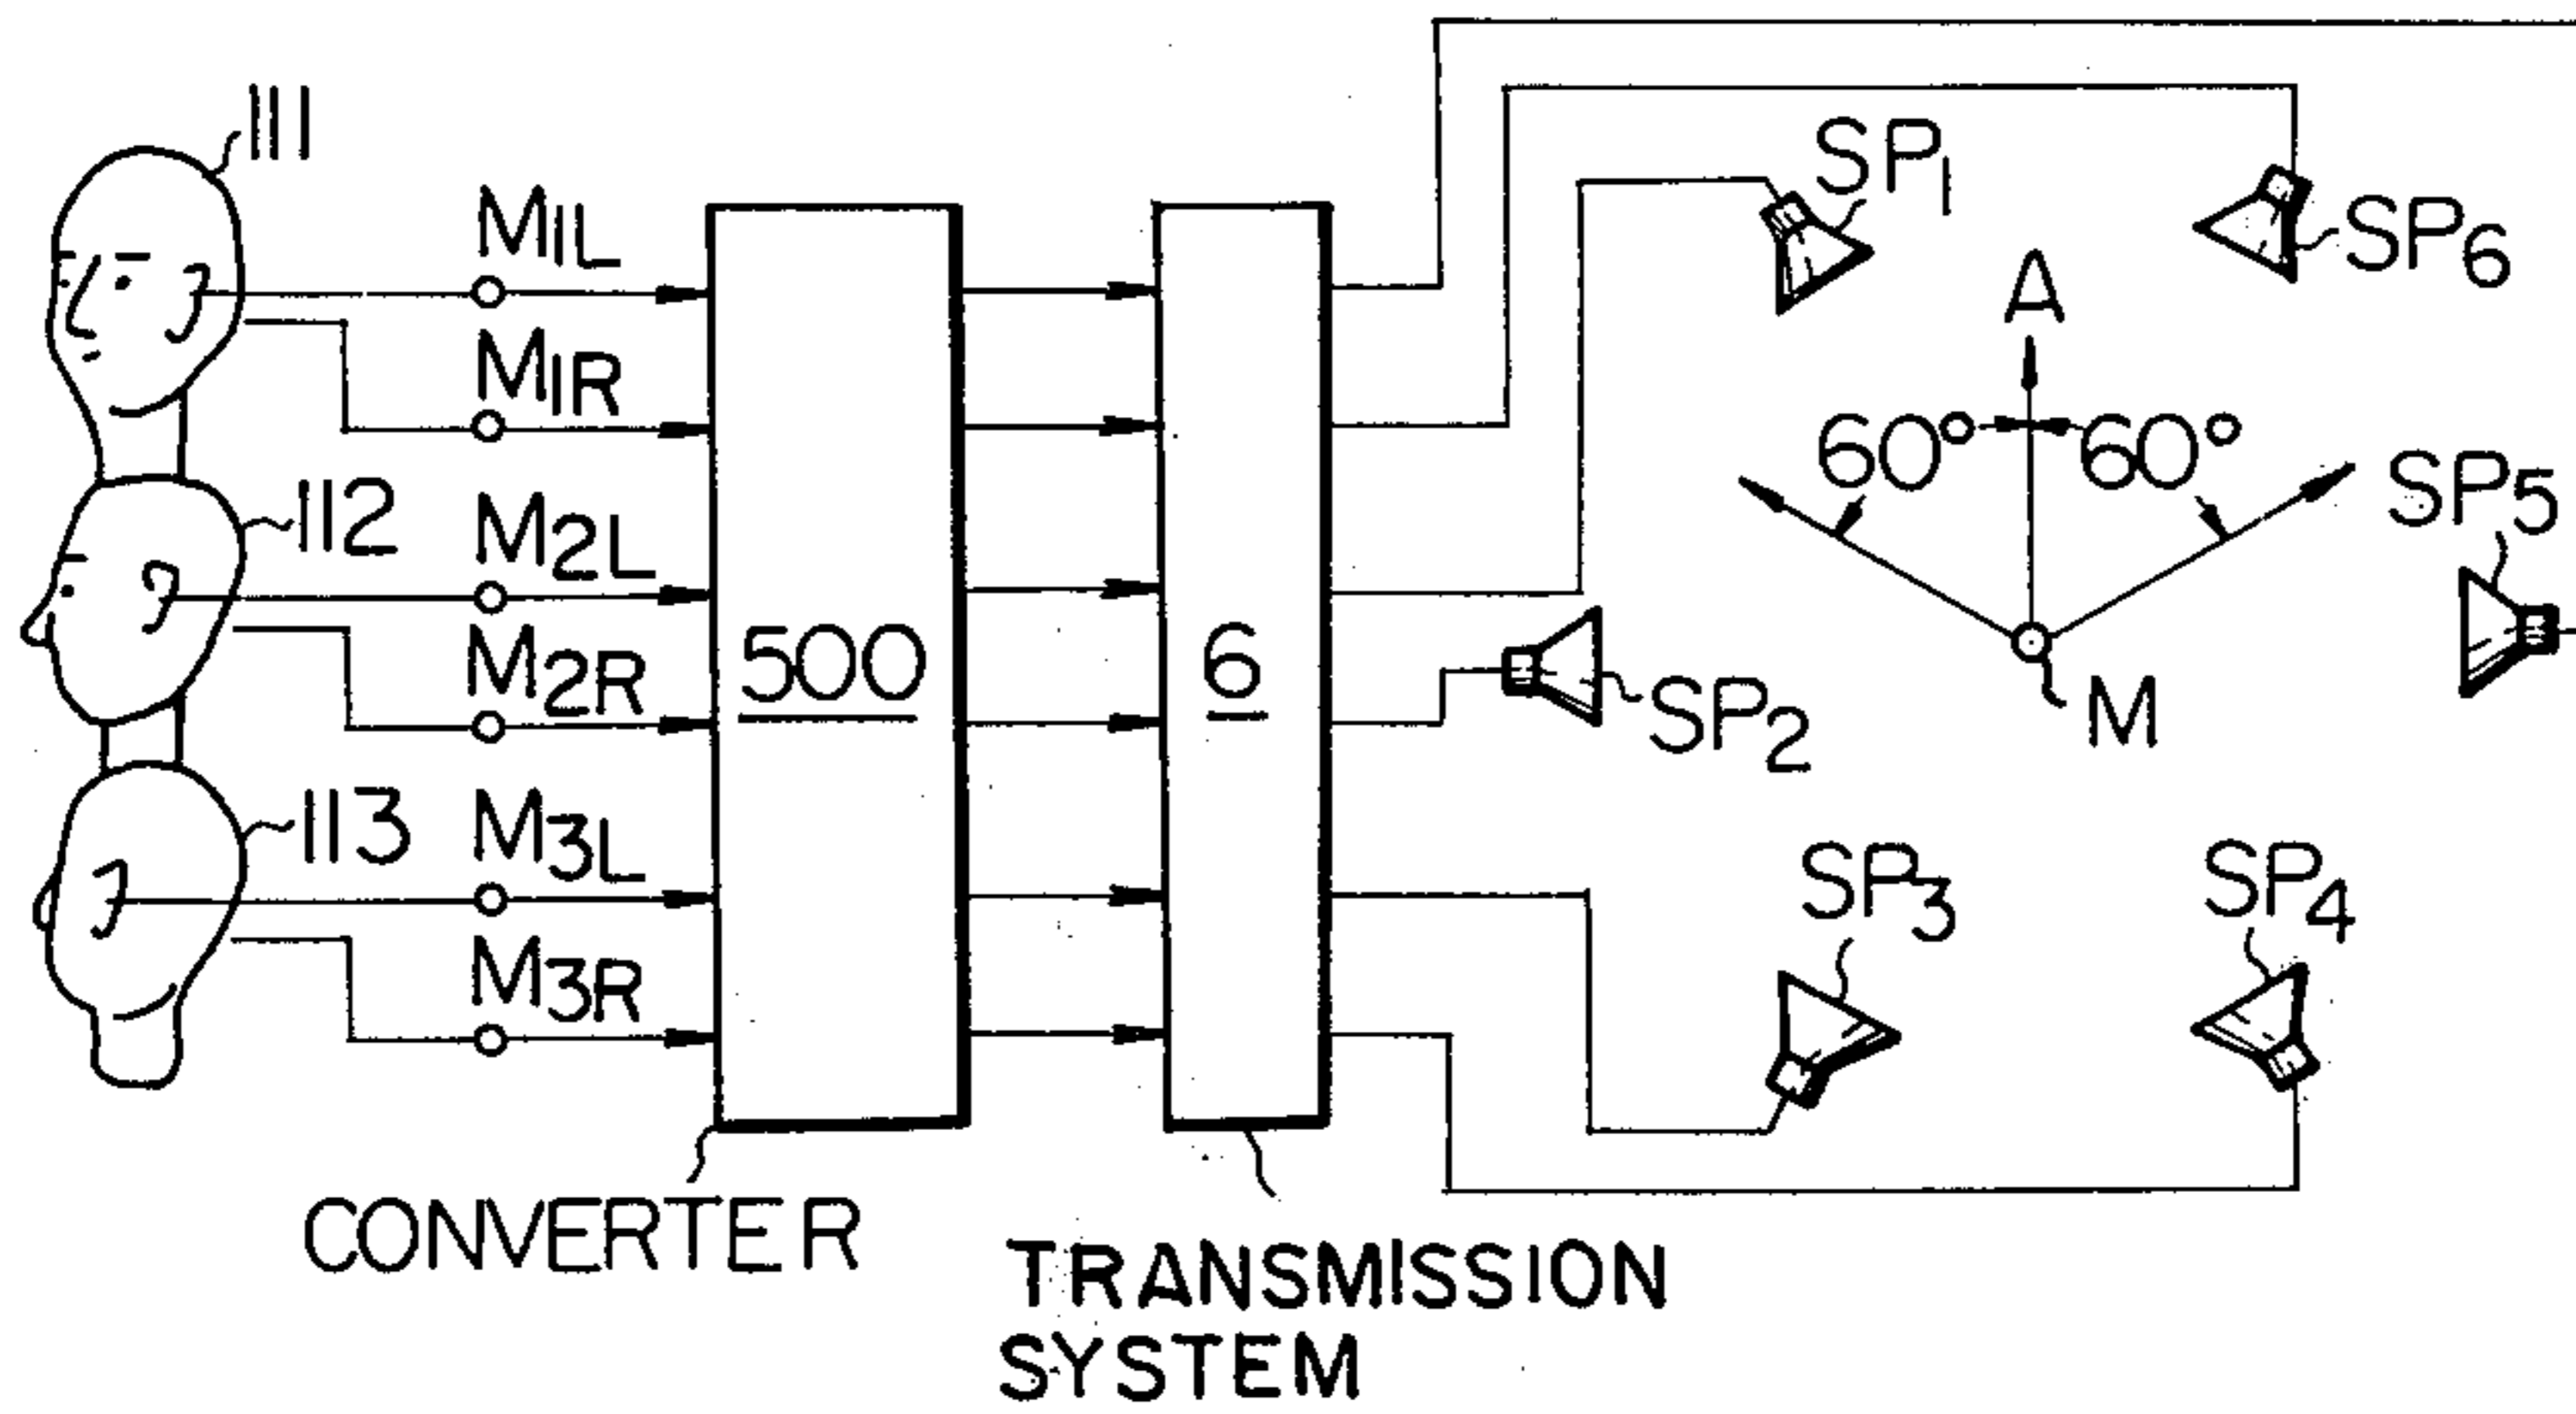 111
M1L
M1R
112
M2L
M2R
113
M3L
M3R
500
6
SP1
SP6
A
60° 60°
SP5
SP2
M
SP3
SP4
CONVERTER
TRANSMISSION
SYSTEM